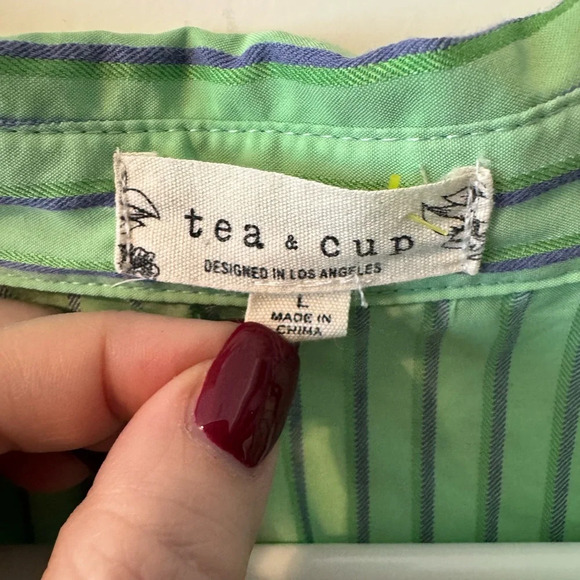 tea & cup
DESIGNED IN LOS ANGELES
L
MADE IN
CHINA